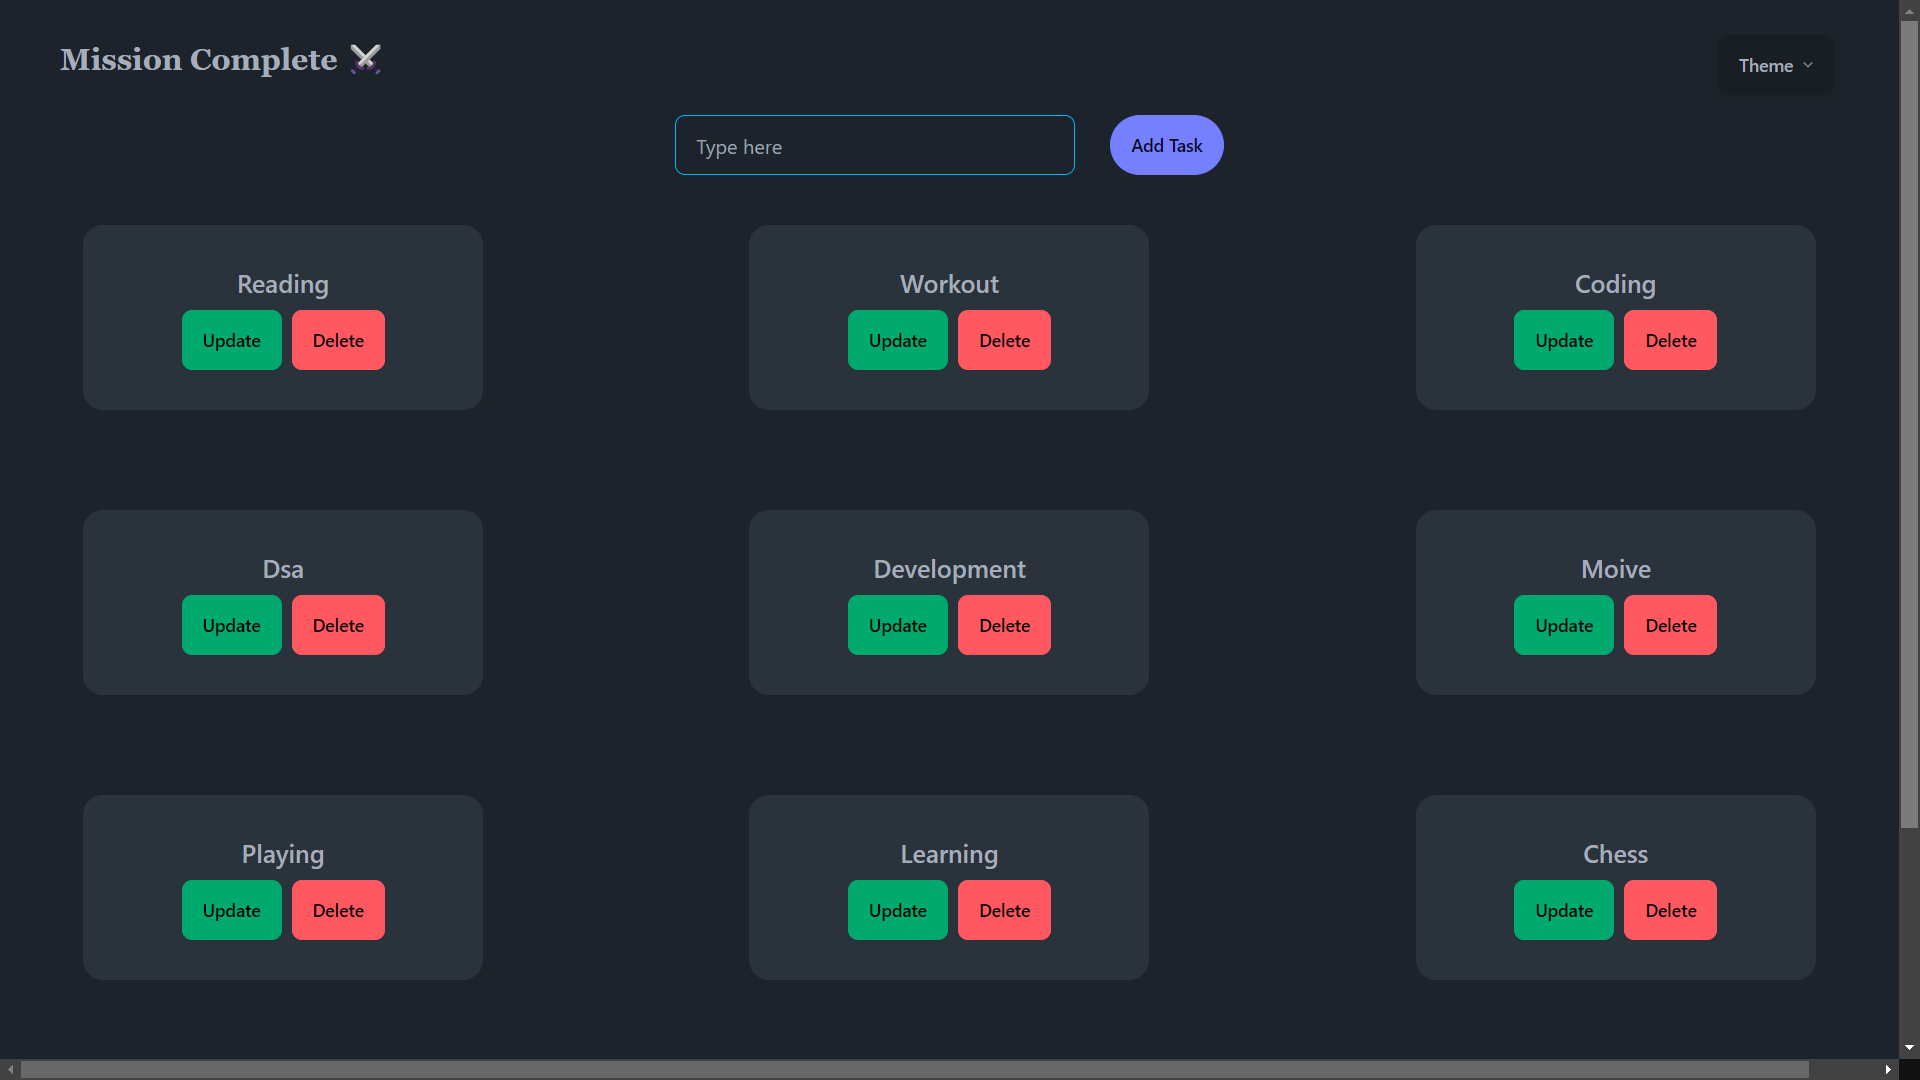 Mission Complete ⚔️
Theme
Type here
Add Task
Reading
Update Delete
Workout
Update Delete
Coding
Update Delete
Dsa
Update Delete
Development
Update Delete
Moive
Update Delete
Playing
Update Delete
Learning
Update Delete
Chess
Update Delete